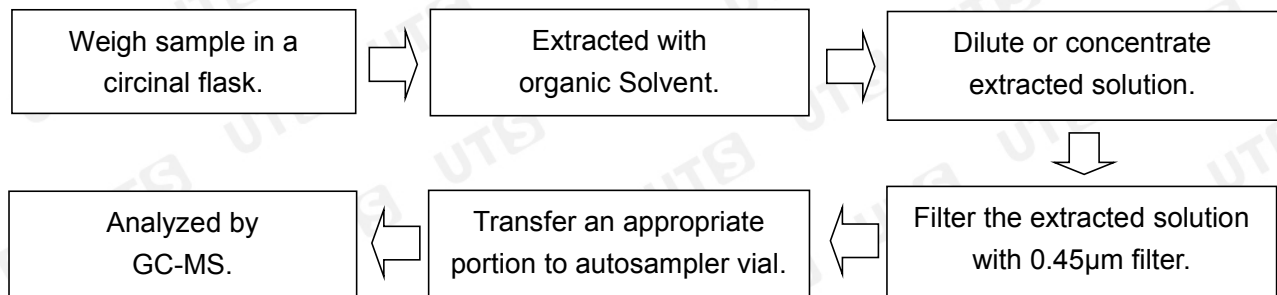 Weigh sample in a
circinal flask.
Extracted with
organic Solvent.
Dilute or concentrate
extracted solution.
Filter the extracted solution
with 0.45µm filter.
Transfer an appropriate
portion to autosampler vial.
Analyzed by
GC-MS.